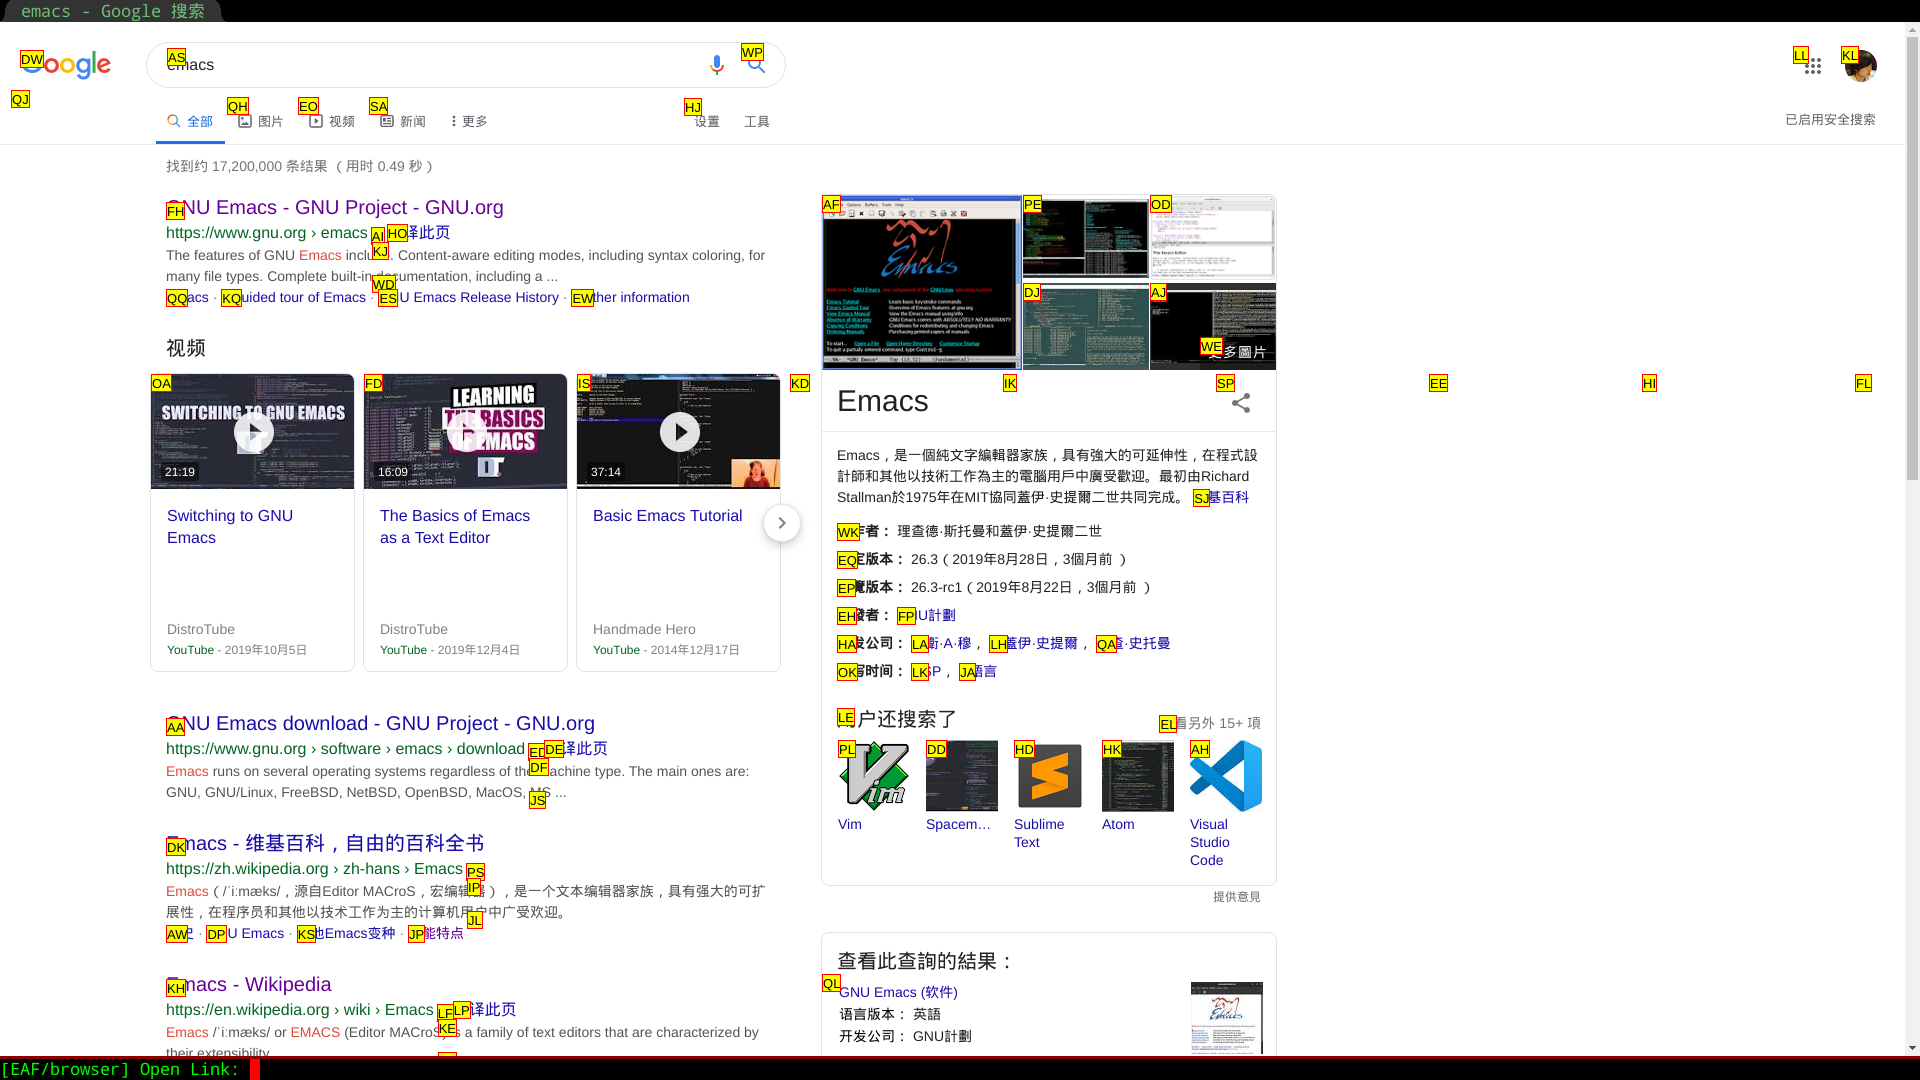 emacs - Google 搜索
DW Google
AS emacs WP
LL KL
QJ
全部 QH 图片 EO 视频 SA 新闻 更多 HJ 设置 工具
已启用安全搜索
找到约 17,200,000 条结果 （用时 0.49 秒）
FH GNU Emacs - GNU Project - GNU.org
https://www.gnu.org › emacs AI HO 译此页
The features of GNU Emacs inclu KJ . Content-aware editing modes, including syntax coloring, for
many file types. Complete built-in documentation, including a ...
WD
QQ acs · KQ uided tour of Emacs · ES U Emacs Release History · EW ther information
视频
OA FD IS KD
SWITCHING TO GNU EMACS
LEARNING THE BASICS OF EMACS DT
21:19
16:09
37:14
Switching to GNU
Emacs
The Basics of Emacs
as a Text Editor
Basic Emacs Tutorial
DistroTube
DistroTube
Handmade Hero
YouTube - 2019年10月5日
YouTube - 2019年12月4日
YouTube - 2014年12月17日
AA GNU Emacs download - GNU Project - GNU.org
https://www.gnu.org › software › emacs › download ED DE 译此页
Emacs runs on several operating systems regardless of the DF achine type. The main ones are:
GNU, GNU/Linux, FreeBSD, NetBSD, OpenBSD, MacOS, MS ...
JS
DK Emacs - 维基百科，自由的百科全书
https://zh.wikipedia.org › zh-hans › Emacs PS
Emacs（/ˈiːmæks/，源自Editor MACroS，宏编辑器），是一个文本编辑器家族，具有强大的可扩
IP
展性，在程序员和其他以技术工作为主的计算机用户中广受欢迎。
JL
AW 史 · DP U Emacs · KS 他Emacs变种 · JP 能特点
KH Emacs - Wikipedia
https://en.wikipedia.org › wiki › Emacs LF LP 译此页
Emacs /ˈiːmæks/ or EMACS (Editor MACroS KE s a family of text editors that are characterized by
their extensibility.
AF PE OD
DJ AJ
WE 更多圖片
IK SP EE HI FL
Emacs
Emacs，是一個純文字編輯器家族，具有強大的可延伸性，在程式設
計師和其他以技術工作為主的電腦用戶中廣受歡迎。最初由Richard
Stallman於1975年在MIT協同蓋伊·史提爾二世共同完成。 SJ 基百科
WK 作者： 理查德·斯托曼和蓋伊·史提爾二世
EQ 定版本： 26.3（2019年8月28日，3個月前 ）
EP 覽版本： 26.3-rc1（2019年8月22日，3個月前 ）
EH 發者： FP NU計劃
HA 发公司： LA 衛·A·穆， LH 蓋伊·史提爾， QA 查·史托曼
OK 写时间： LK SP， JA 語言
LE 用户还搜索了
EL 看另外 15+ 項
PL DD HD HK AH
Vim
Spacem…
Sublime
Text
Atom
Visual
Studio
Code
提供意見
查看此查詢的結果：
QL
GNU Emacs (软件)
语言版本： 英語
开发公司： GNU計劃
[EAF/browser] Open Link: